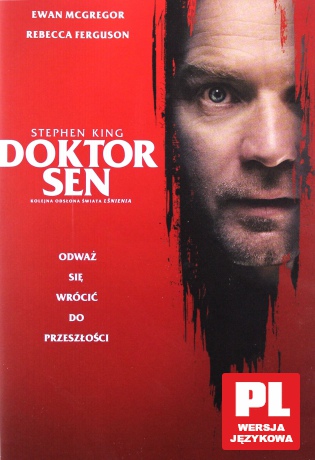 EWAN MCGREGOR
REBECCA FERGUSON
STEPHEN KING
DOKTOR
SEN
KOLEJNA ODSŁONA ŚWIATA LŚNIENIA
ODWAŻ
SIĘ
WRÓCIĆ
DO
PRZESZŁOŚCI
PL
WERSJA
JĘZYKOWA